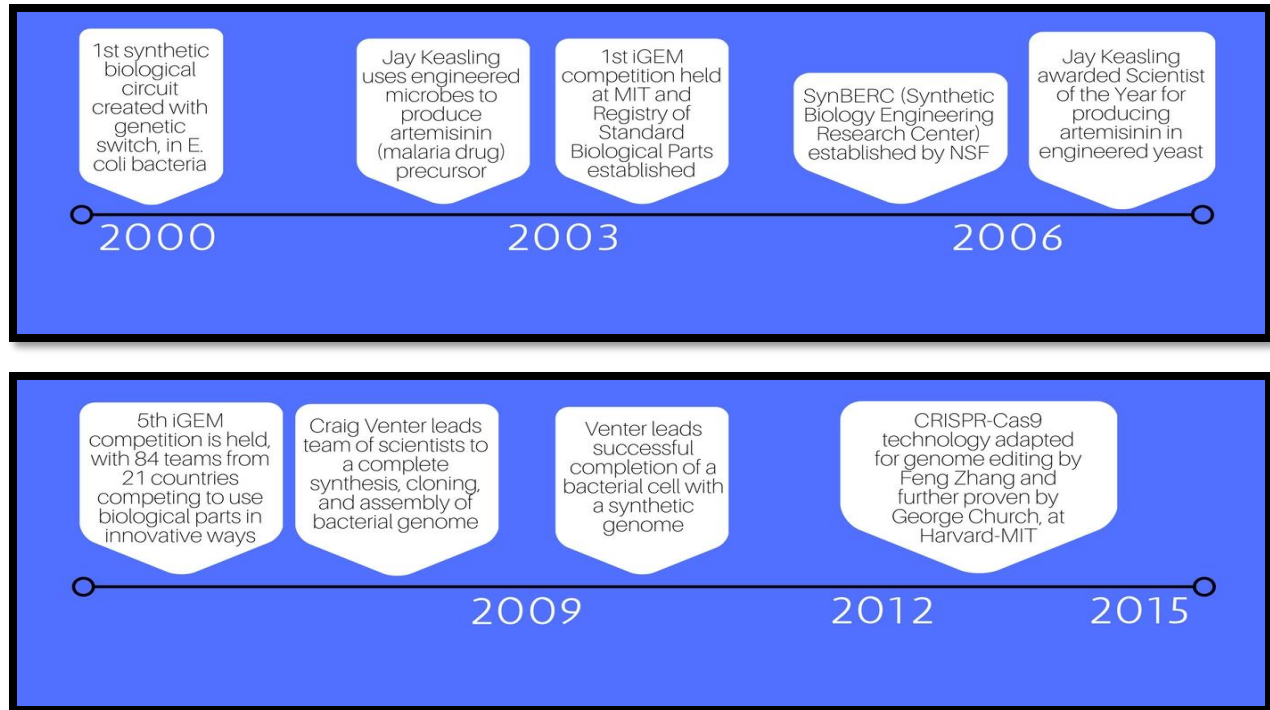 1st synthetic
biological
circuit
created with
genetic
switch, in E.
coli bacteria
Jay Keasling
uses engineered
microbes to
produce
artemisinin
(malaria drug)
precursor
1st iGEM
competition held
at MIT and
Registry of
Standard
Biological Parts
established
SynBERC (Synthetic
Biology Engineering
Research Center)
established by NSF
Jay Keasling
awarded Scientist
of the Year for
producing
artemisinin in
engineered yeast
2000
2003
2006
5th iGEM
competition is held,
with 84 teams from
21 countries
competing to use
biological parts in
innovative ways
Craig Venter leads
team of scientists to
a complete
synthesis, cloning,
and assembly of
bacterial genome
Venter leads
successful
completion of a
bacterial cell with
a synthetic
genome
CRISPR-Cas9
technology adapted
for genome editing by
Feng Zhang and
further proven by
George Church, at
Harvard-MIT
2009
2012
2015